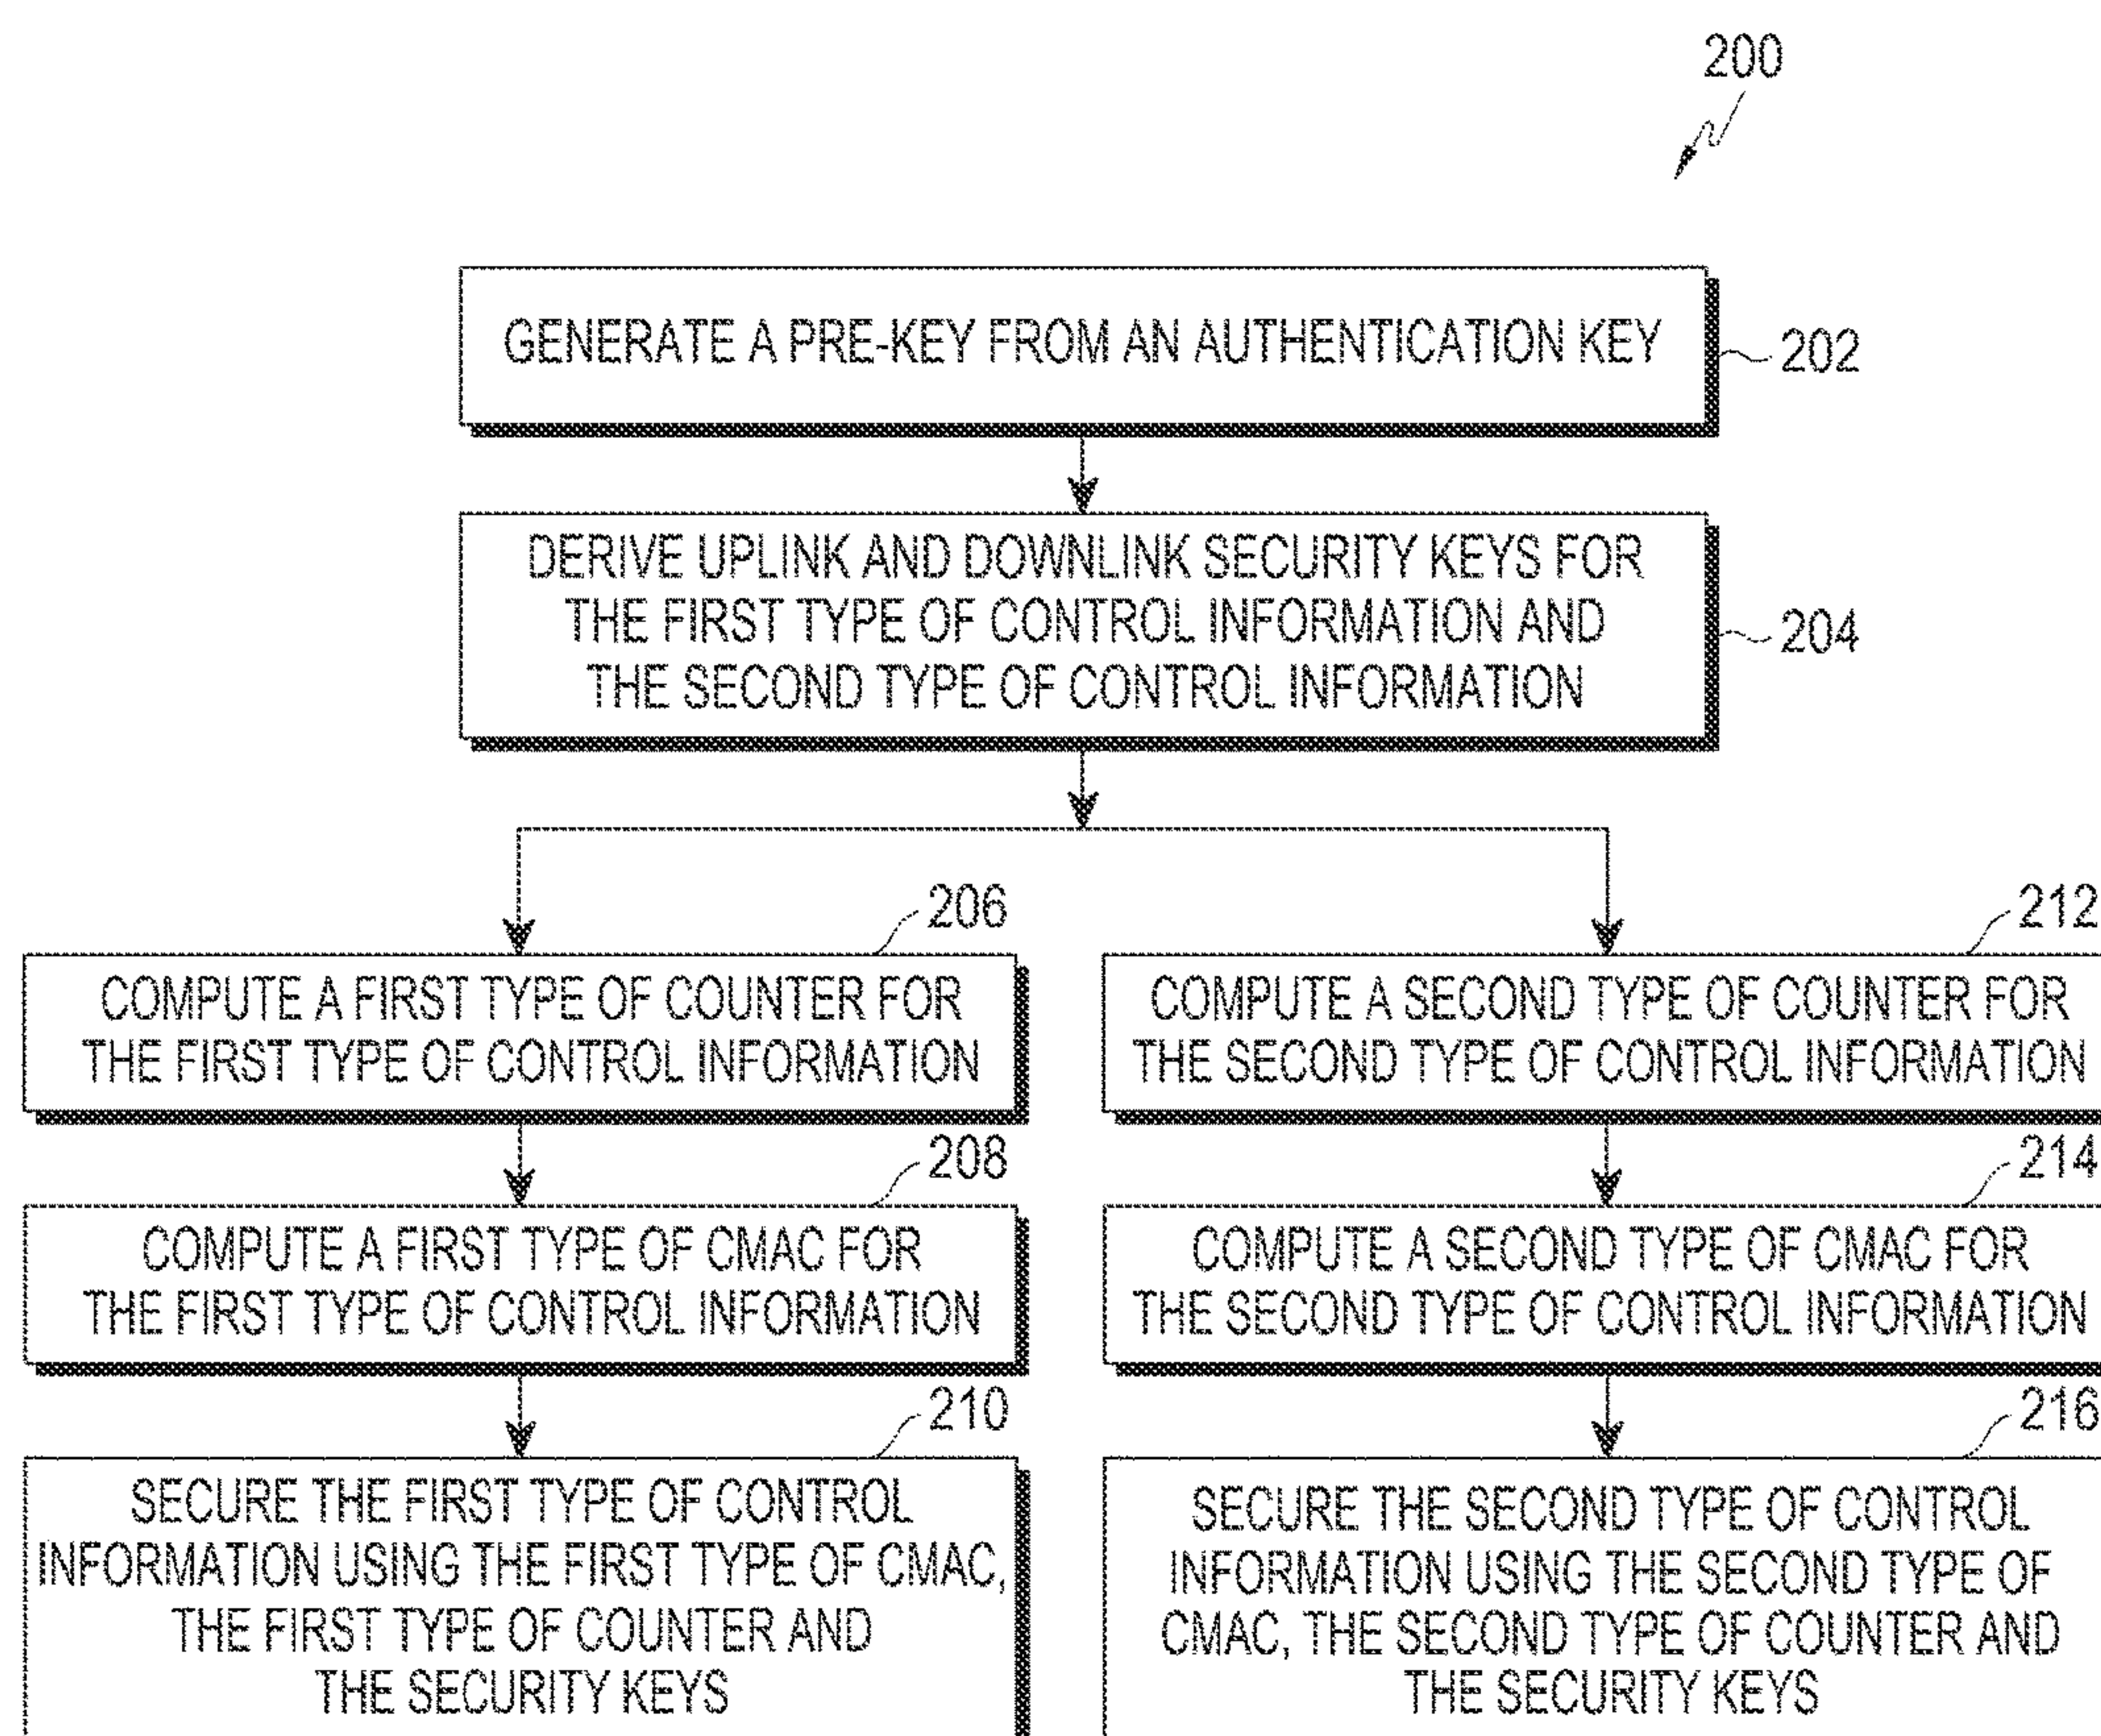 200
GENERATE A PRE-KEY FROM AN AUTHENTICATION KEY
202
DERIVE UPLINK AND DOWNLINK SECURITY KEYS FOR
THE FIRST TYPE OF CONTROL INFORMATION AND
THE SECOND TYPE OF CONTROL INFORMATION
204
206
COMPUTE A FIRST TYPE OF COUNTER FOR
THE FIRST TYPE OF CONTROL INFORMATION
208
COMPUTE A FIRST TYPE OF CMAC FOR
THE FIRST TYPE OF CONTROL INFORMATION
210
SECURE THE FIRST TYPE OF CONTROL
INFORMATION USING THE FIRST TYPE OF CMAC,
THE FIRST TYPE OF COUNTER AND
THE SECURITY KEYS
212
COMPUTE A SECOND TYPE OF COUNTER FOR
THE SECOND TYPE OF CONTROL INFORMATION
214
COMPUTE A SECOND TYPE OF CMAC FOR
THE SECOND TYPE OF CONTROL INFORMATION
216
SECURE THE SECOND TYPE OF CONTROL
INFORMATION USING THE SECOND TYPE OF
CMAC, THE SECOND TYPE OF COUNTER AND
THE SECURITY KEYS